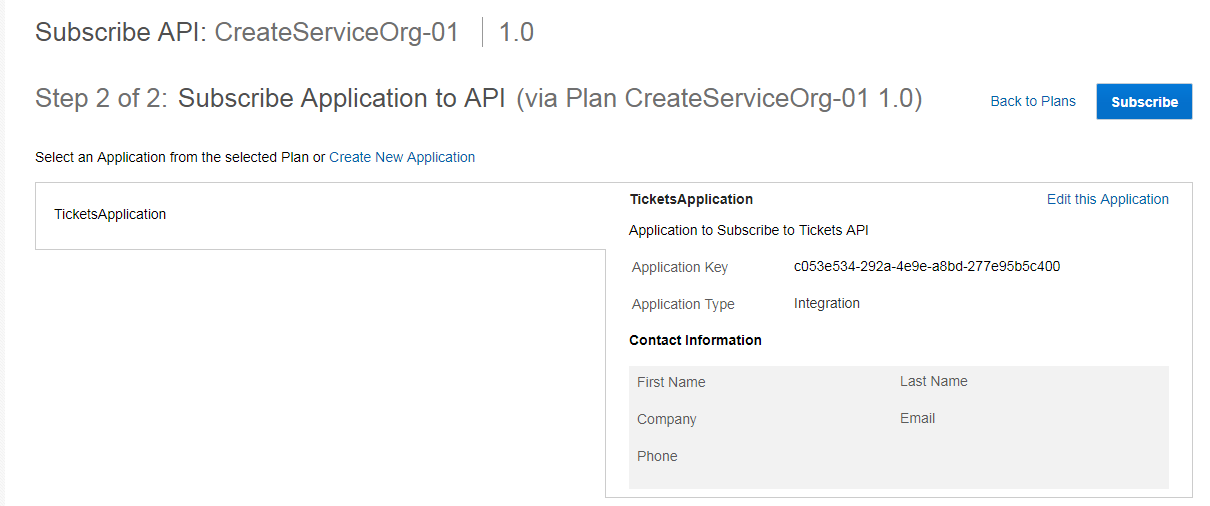 Subscribe API: CreateServiceOrg-01 | 1.0
Step 2 of 2: Subscribe Application to API (via Plan CreateServiceOrg-01 1.0)
Back to Plans
Subscribe
Select an Application from the selected Plan or Create New Application
TicketsApplication
TicketsApplication
Edit this Application
Application to Subscribe to Tickets API
Application Key c053e534-292a-4e9e-a8bd-277e95b5c400
Application Type Integration
Contact Information
First Name Last Name
Company Email
Phone